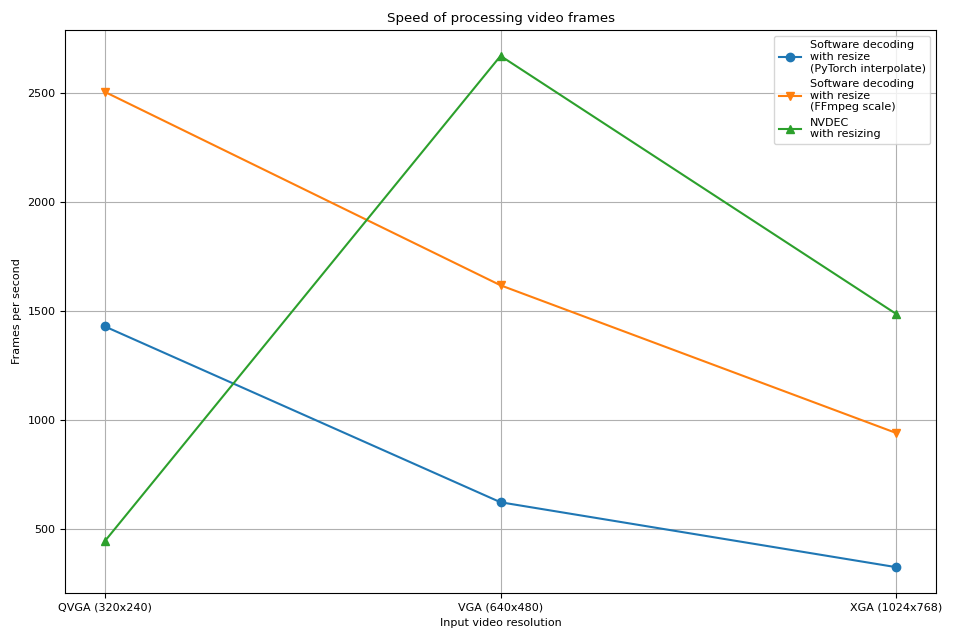 Speed of processing video frames
Software decoding
with resize
(PyTorch interpolate)
Software decoding
with resize
(FFmpeg scale)
NVDEC
with resizing
Frames per second
2500
2000
1500
1000
500
QVGA (320x240)
VGA (640x480)
XGA (1024x768)
Input video resolution